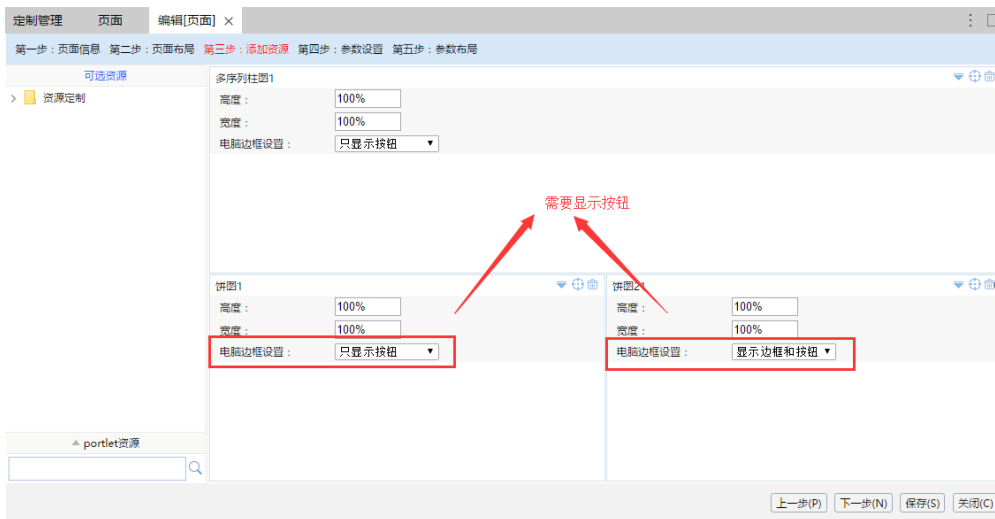 定制管理 页面 编辑[页面] ×
第一步：页面信息 第二步：页面布局 第三步：添加资源 第四步：参数设置 第五步：参数布局
可选资源
资源定制
多序列柱图1
高度： 100%
宽度： 100%
电脑边框设置： 只显示按钮
需要显示按钮
饼图1
高度： 100%
宽度： 100%
电脑边框设置： 只显示按钮
饼图21
高度： 100%
宽度： 100%
电脑边框设置： 显示边框和按钮
portlet资源
上一步(P) 下一步(N) 保存(S) 关闭(C)